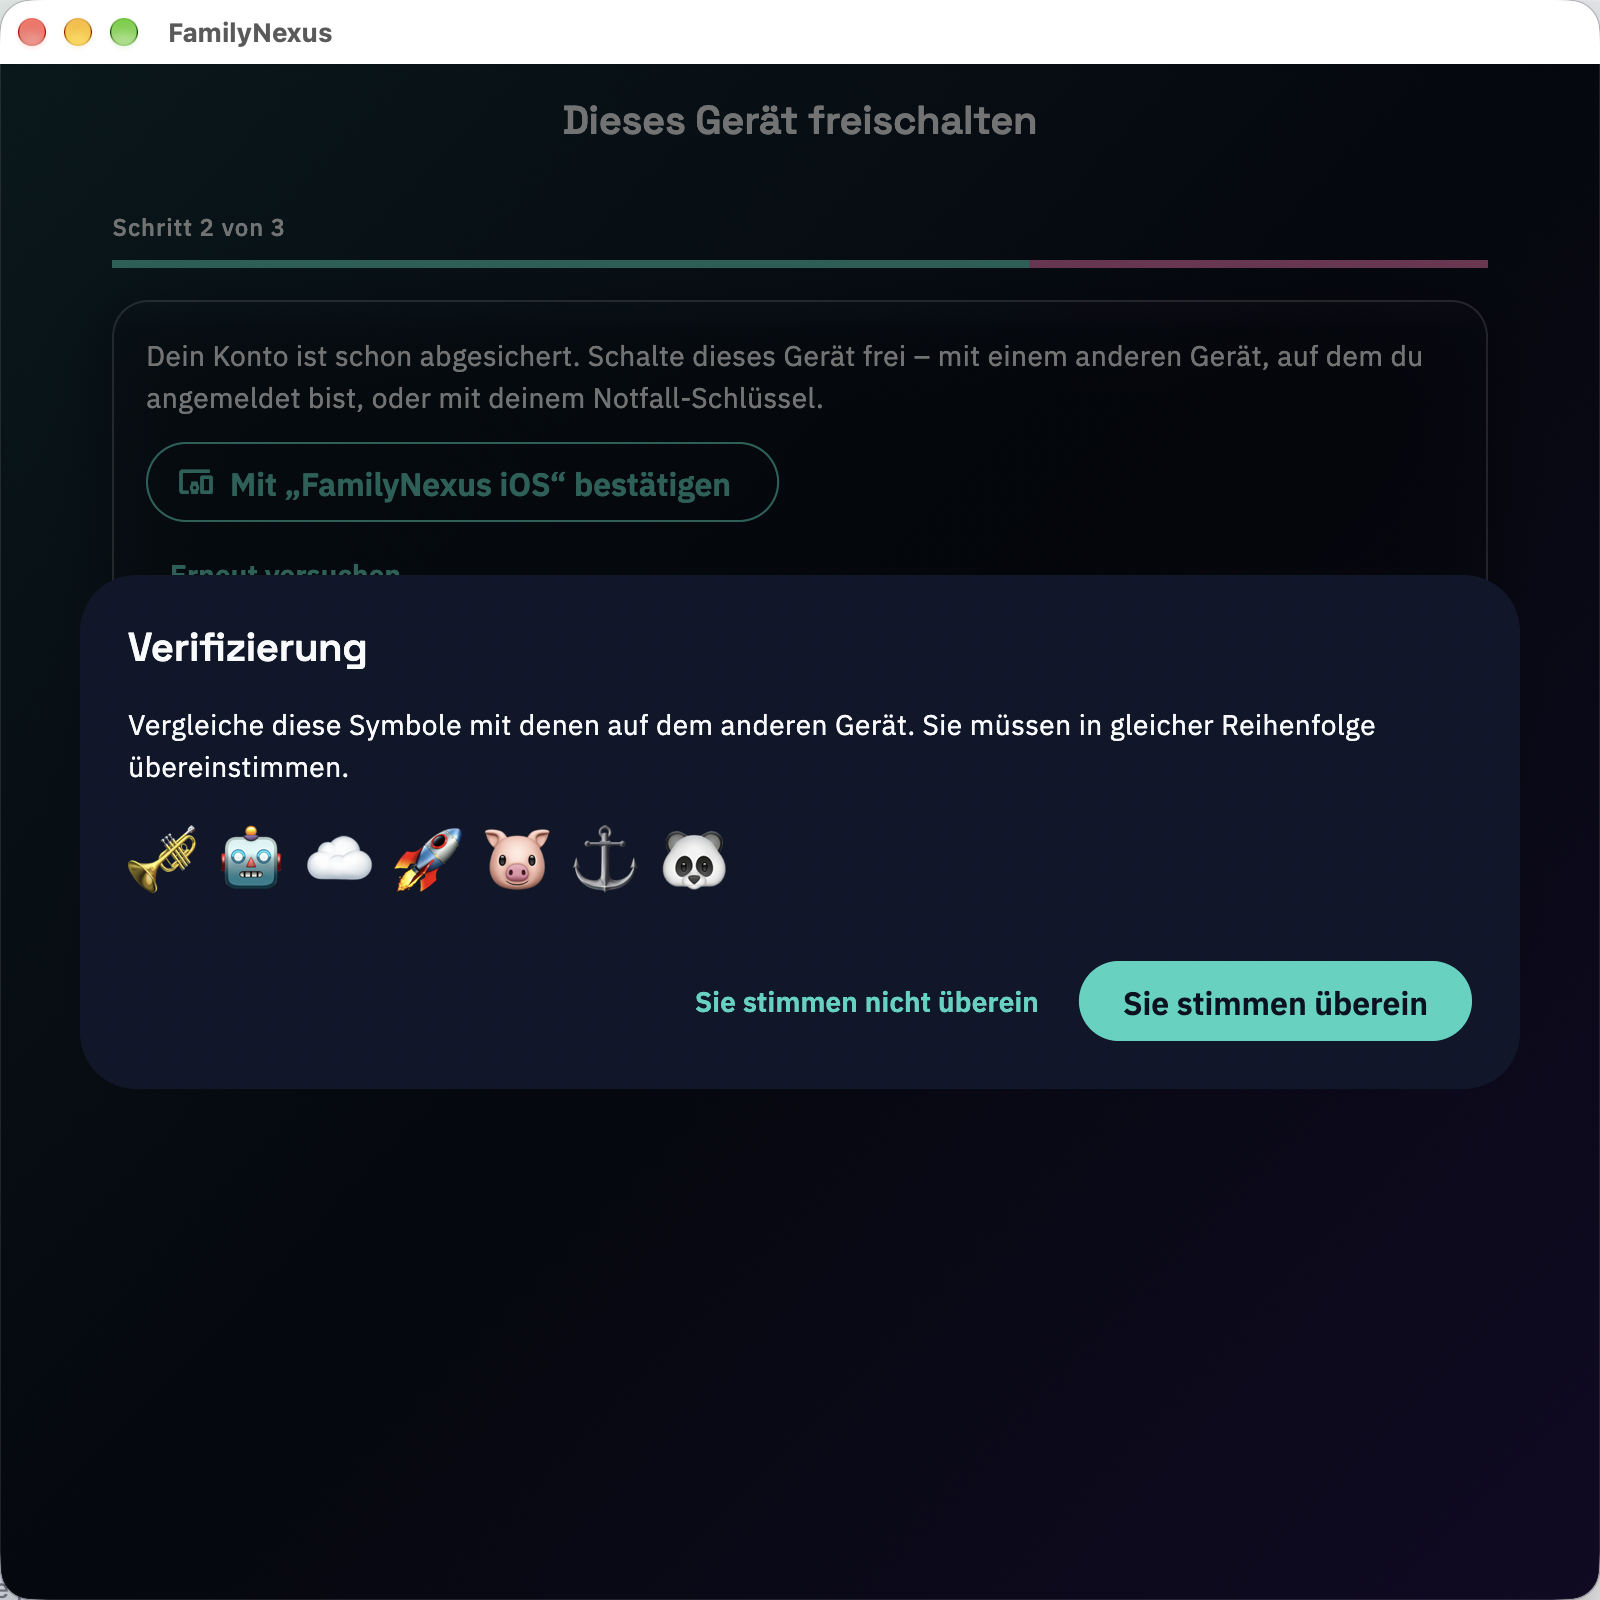 FamilyNexus
Dieses Gerät freischalten
Schritt 2 von 3
Dein Konto ist schon abgesichert. Schalte dieses Gerät frei – mit einem anderen Gerät, auf dem du
angemeldet bist, oder mit deinem Notfall-Schlüssel.
Mit „FamilyNexus iOS“ bestätigen
Erneut versuchen
Verifizierung
Vergleiche diese Symbole mit denen auf dem anderen Gerät. Sie müssen in gleicher Reihenfolge
übereinstimmen.
Sie stimmen nicht überein
Sie stimmen überein